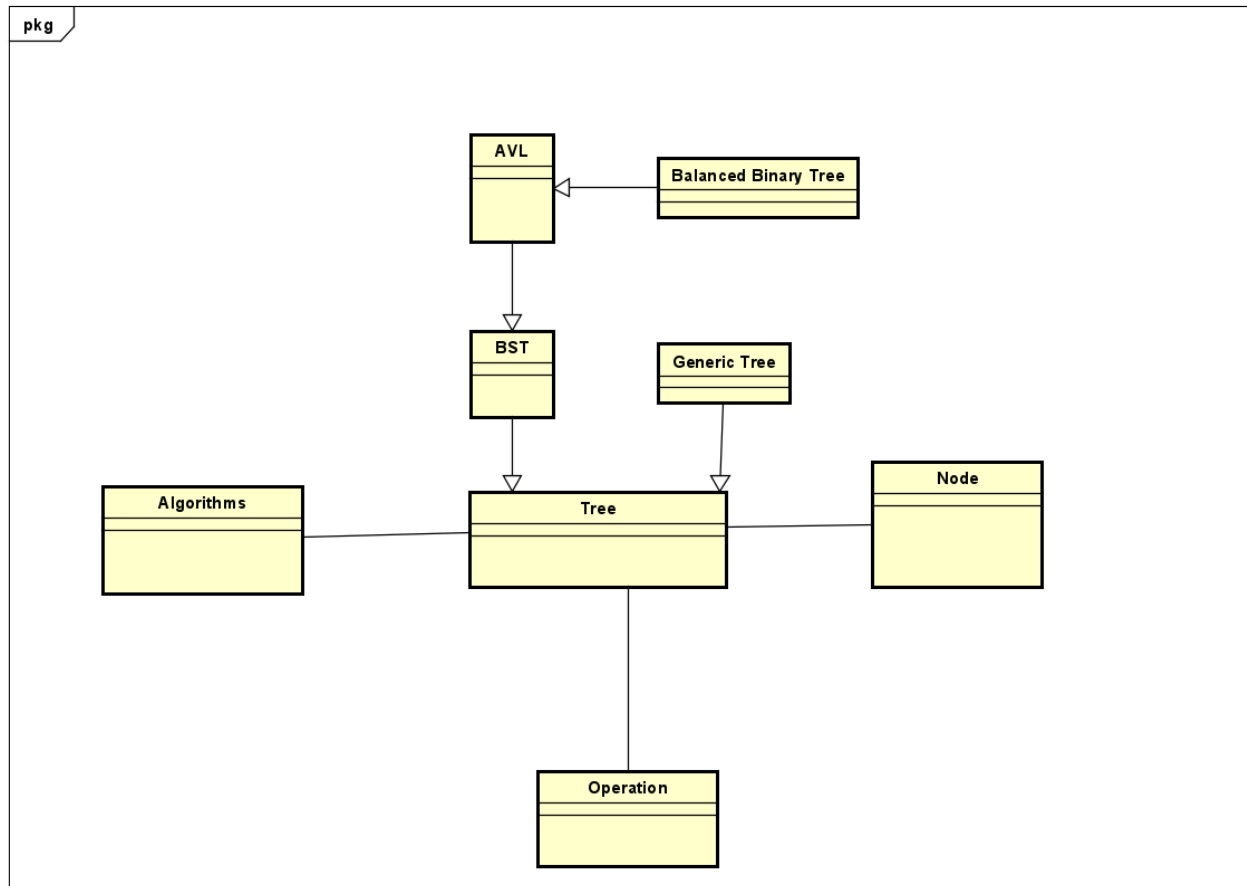 pkg
AVL
Balanced Binary Tree
BST
Generic Tree
Algorithms
Tree
Node
Operation